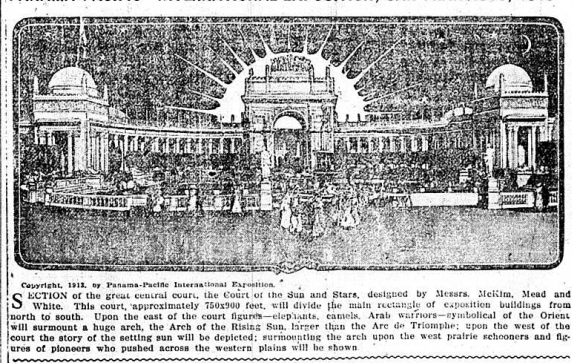 Copyright, 1913, by Panama-Pacific International Exposition.
SECTION of the great central court, the Court of the Sun and Stars, designed by Messrs. McKim, Mead and
White. This court, approximately 750x900 feet, will divide the main rectangle of exposition buildings from
north to south. Upon the east of the court figures—elephants, camels, Arab warriors—symbolical of the Orient
will surmount a huge arch, the Arch of the Rising Sun, larger than the Arc de Triomphe; upon the west of
the court the story of the setting sun will be depicted; surmounting the arch upon the west prairie schooners and fig-
ures of pioneers who pushed across the western plains will be shown